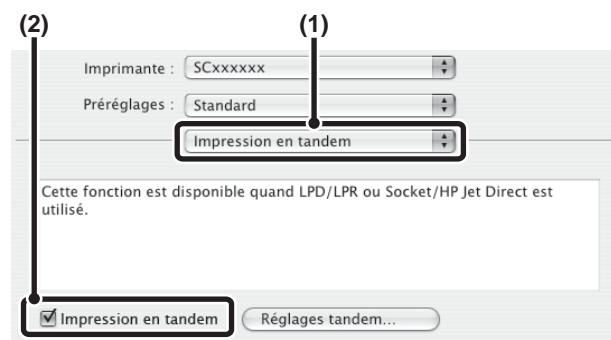 (2) (1)
Imprimante : SCxxxxxx
Préréglages : Standard
Impression en tandem
Cette fonction est disponible quand LPD/LPR ou Socket/HP Jet Direct est
utilisé.
Impression en tandem Réglages tandem...